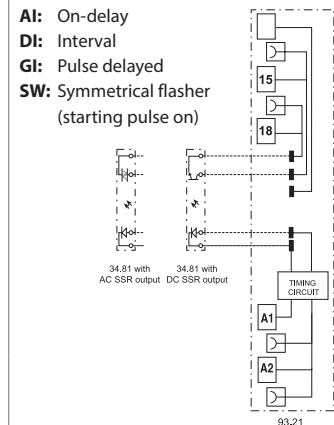 AI: On-delay
DI: Interval
GI: Pulse delayed
SW: Symmetrical flasher
(starting pulse on)
15
18
34.81 with
AC SSR output
34.81 with
DC SSR output
TIMING
CIRCUIT
A1
A2
93.21